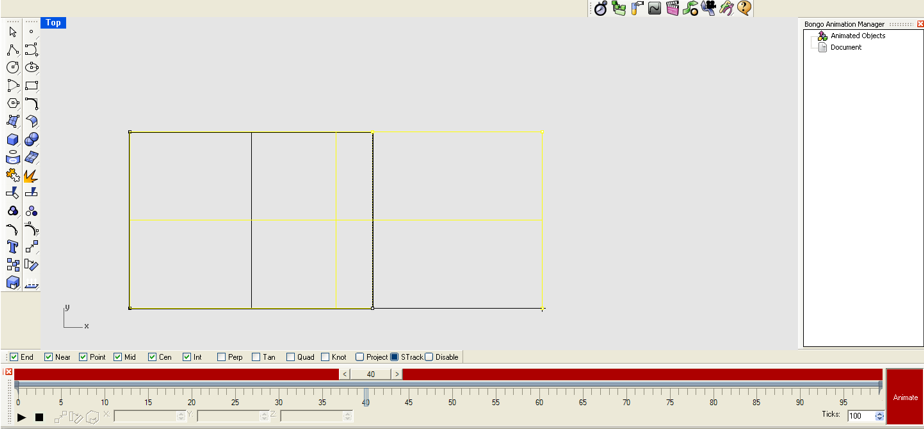 Top
Bongo Animation Manager
Animated Objects
Document
y
x
End Near Point Mid Cen Int Perp Tan Quad Knot Project STrack Disable
< 40 >
0 5 10 15 20 25 30 35 40 45 50 55 60 65 70 75 80 85 90 95
X Y Z Ticks: 100
Animate